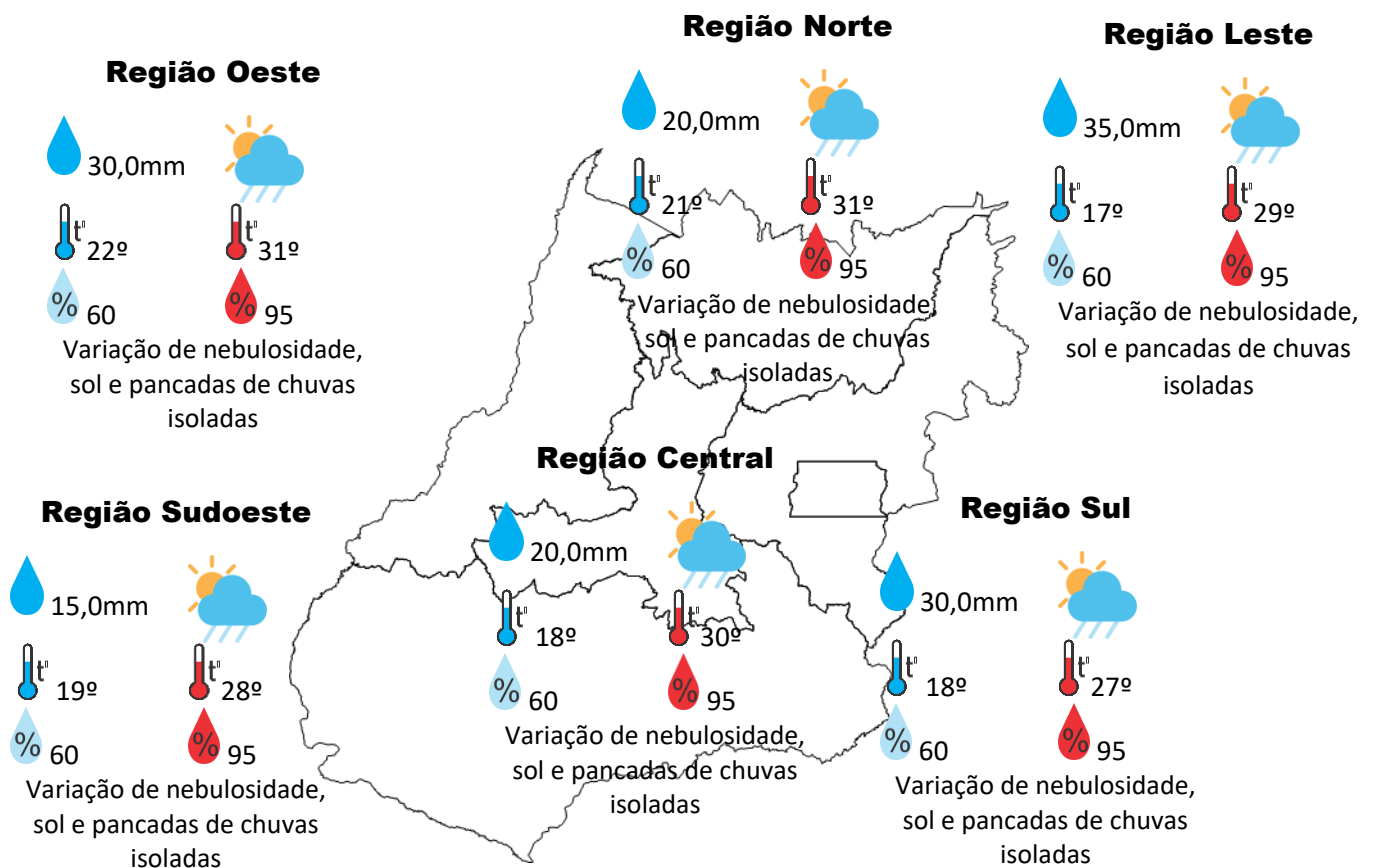 Região Oeste
30,0mm
t°
22º
31º
%
60
%
95
Variação de nebulosidade,
sol e pancadas de chuvas
isoladas
Região Norte
20,0mm
t°
21º
t°
31º
%
60
%
95
Variação de nebulosidade,
sol e pancadas de chuvas
isoladas
Região Leste
35,0mm
t°
17º
t°
29º
%
60
%
95
Variação de nebulosidade,
sol e pancadas de chuvas
isoladas
Região Sudoeste
15,0mm
t°
19º
t°
28º
%
60
%
95
Variação de nebulosidade,
sol e pancadas de chuvas
isoladas
Região Central
20,0mm
t°
18º
t°
30º
%
60
%
95
Variação de nebulosidade,
sol e pancadas de chuvas
isoladas
Região Sul
30,0mm
t°
18º
t°
27º
%
60
%
95
Variação de nebulosidade,
sol e pancadas de chuvas
isoladas